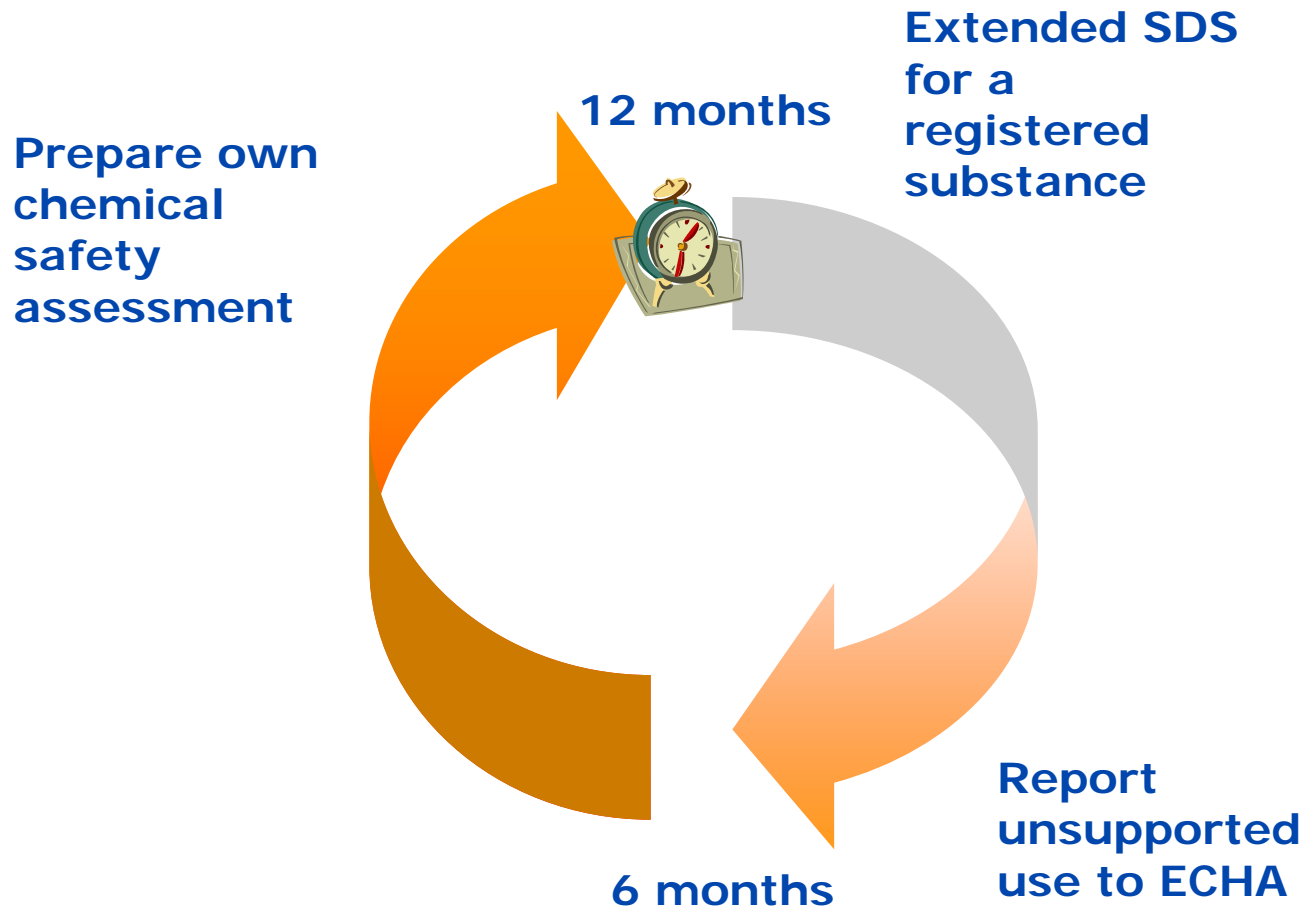 Extended SDS
for a
registered
substance
12 months
Prepare own
chemical
safety
assessment
Report
unsupported
use to ECHA
6 months